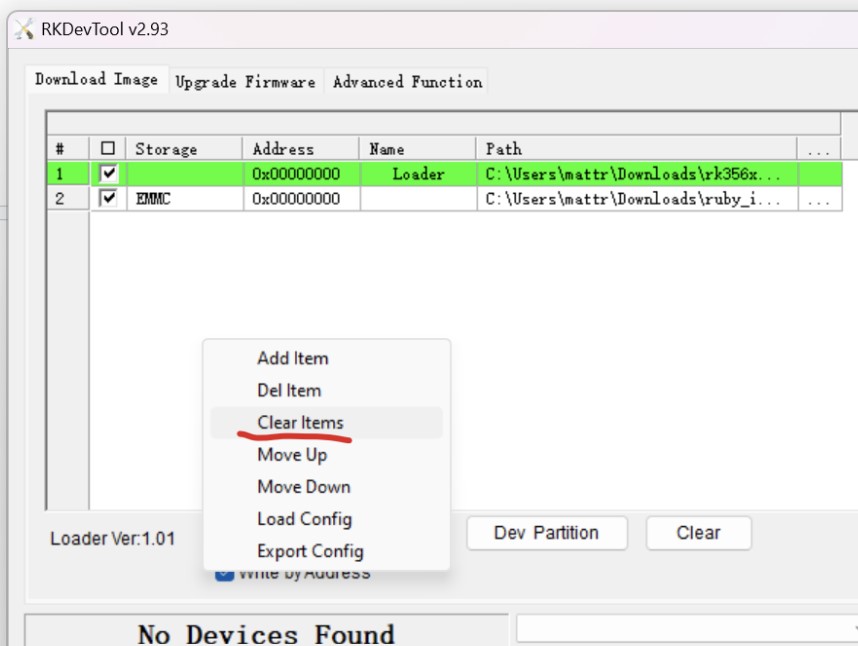 RKDevTool v2.93
Download Image Upgrade Firmware Advanced Function
# Storage Address Name Path ...
1 0x00000000 Loader C:\Users\mattr\Downloads\rk356x...
2 EMMC 0x00000000 C:\Users\mattr\Downloads\ruby_i... ...
Add Item
Del Item
Clear Items
Move Up
Move Down
Load Config
Export Config
Loader Ver:1.01
Dev Partition Clear
Write by Address
No Devices Found